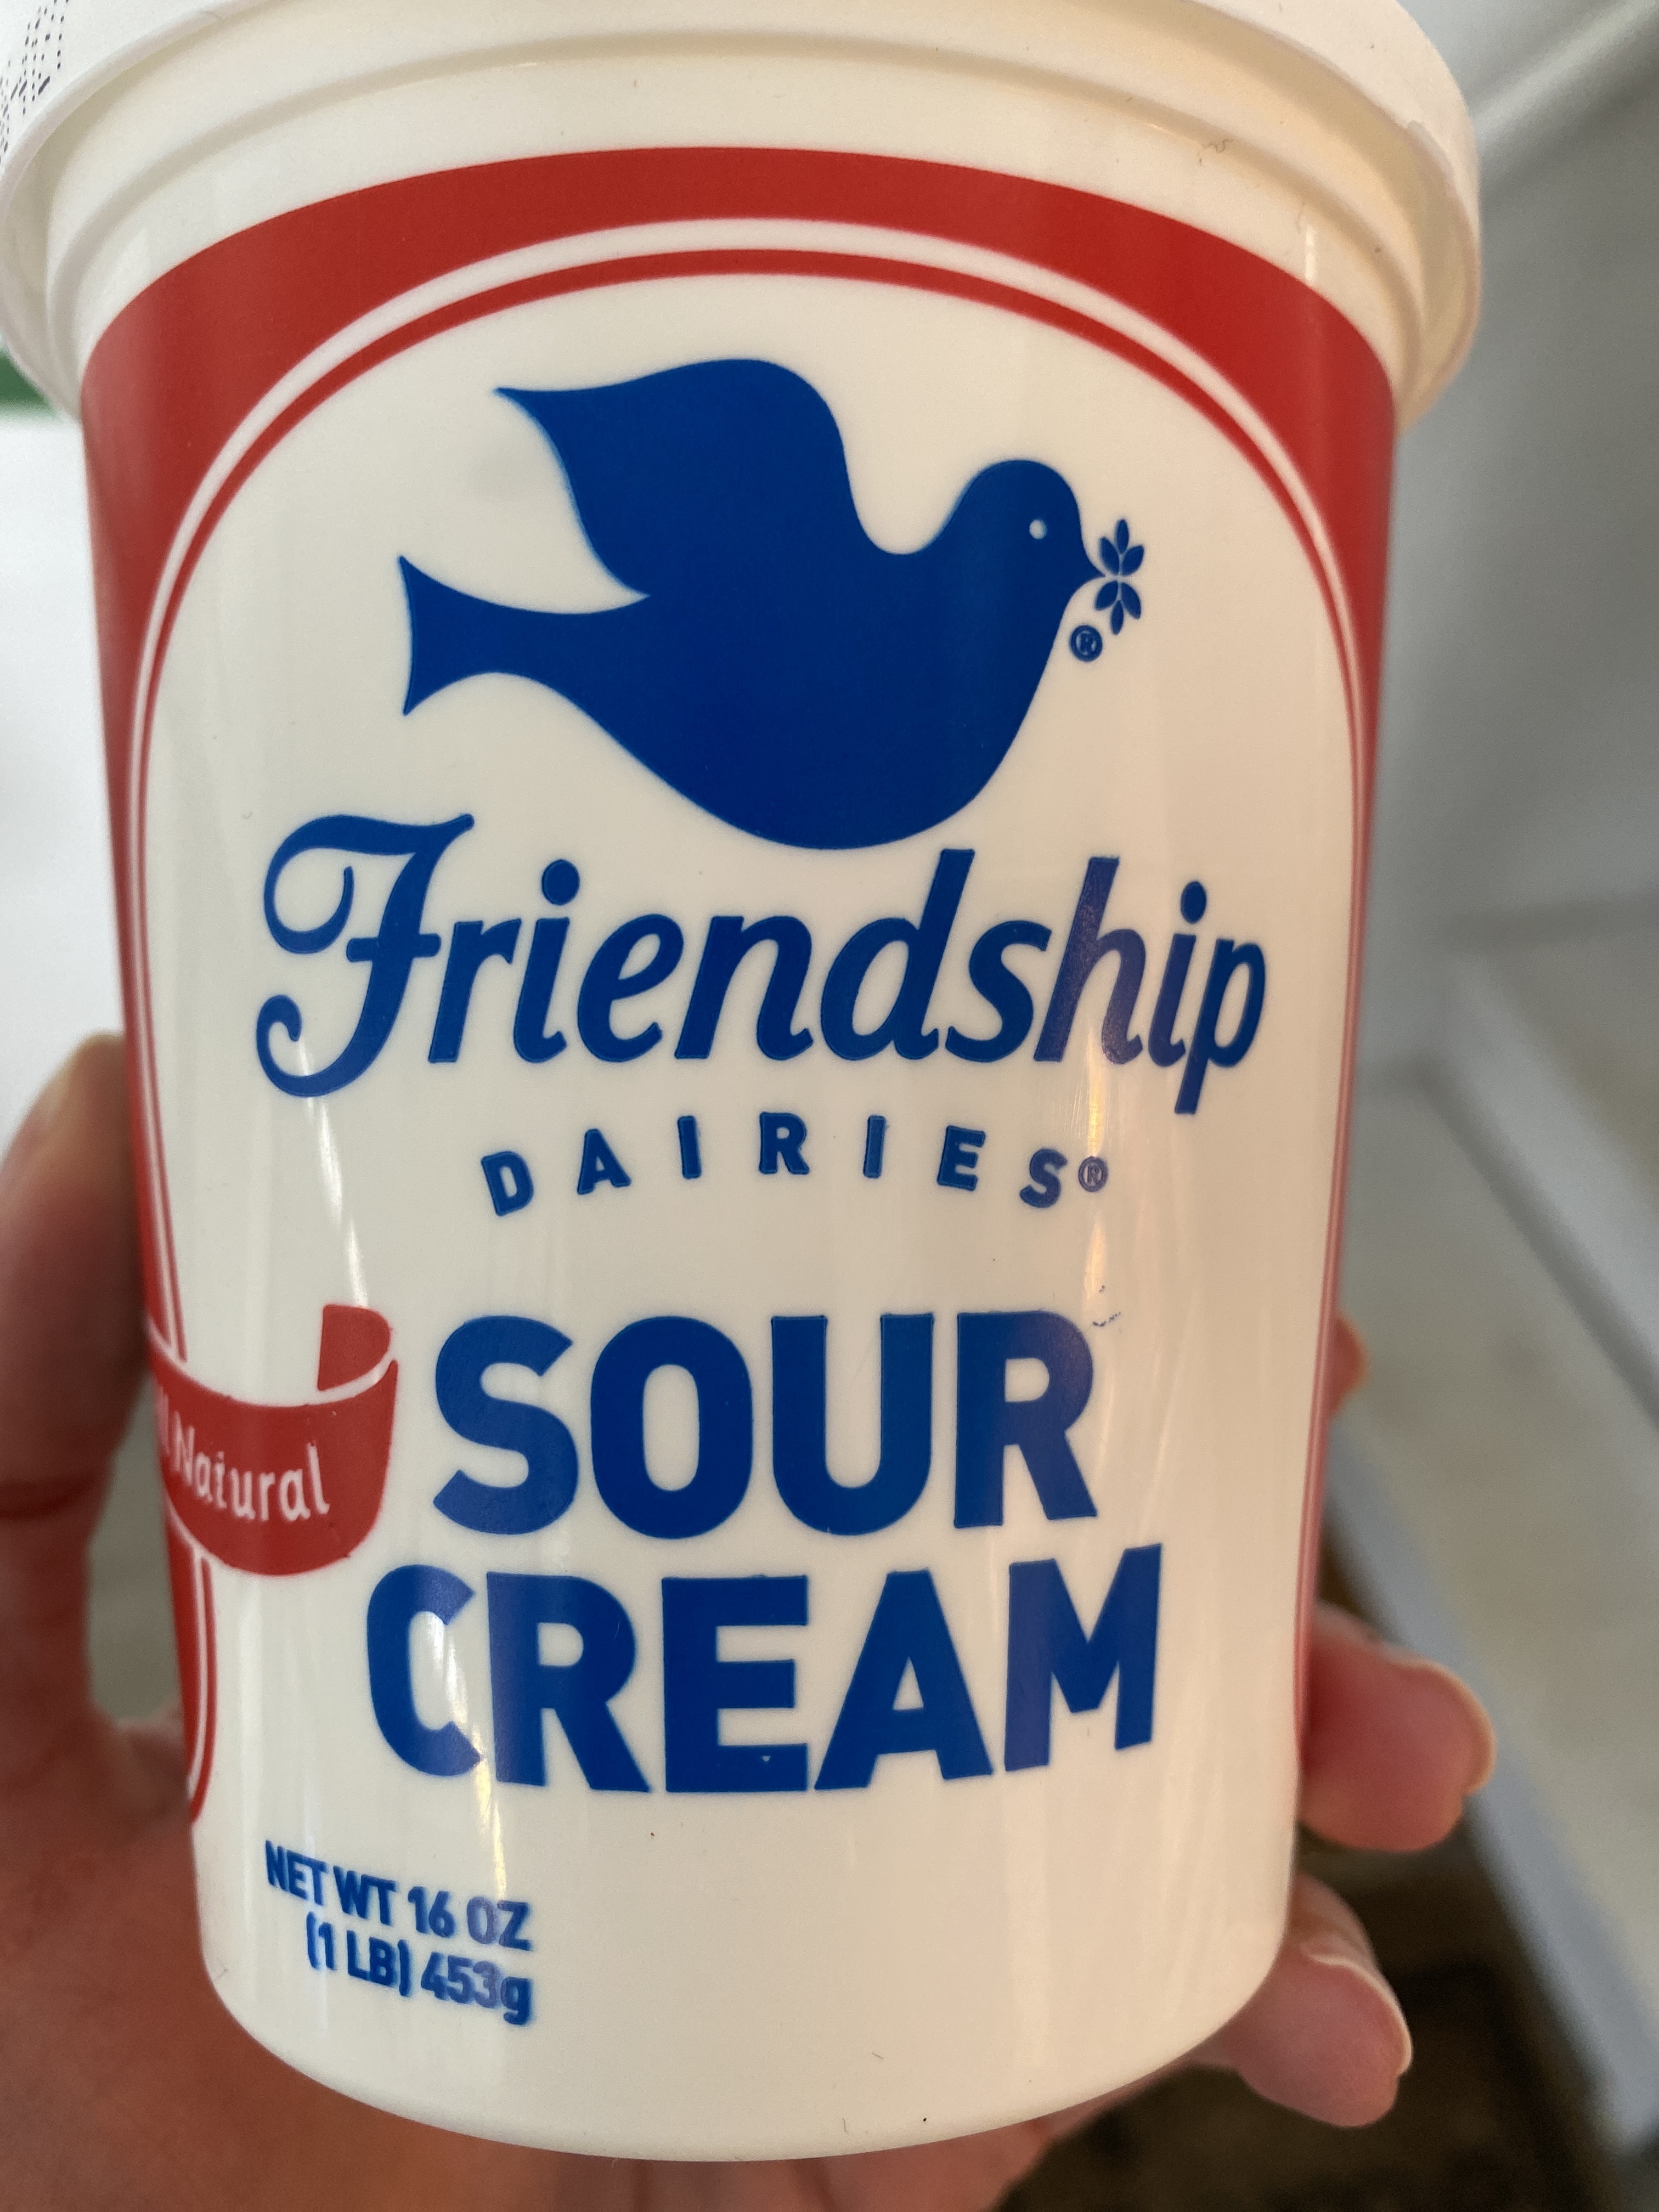 ®
Friendship
DAIRIES®
Natural
SOUR
CREAM
NET WT 16 OZ
(1 LB) 453g